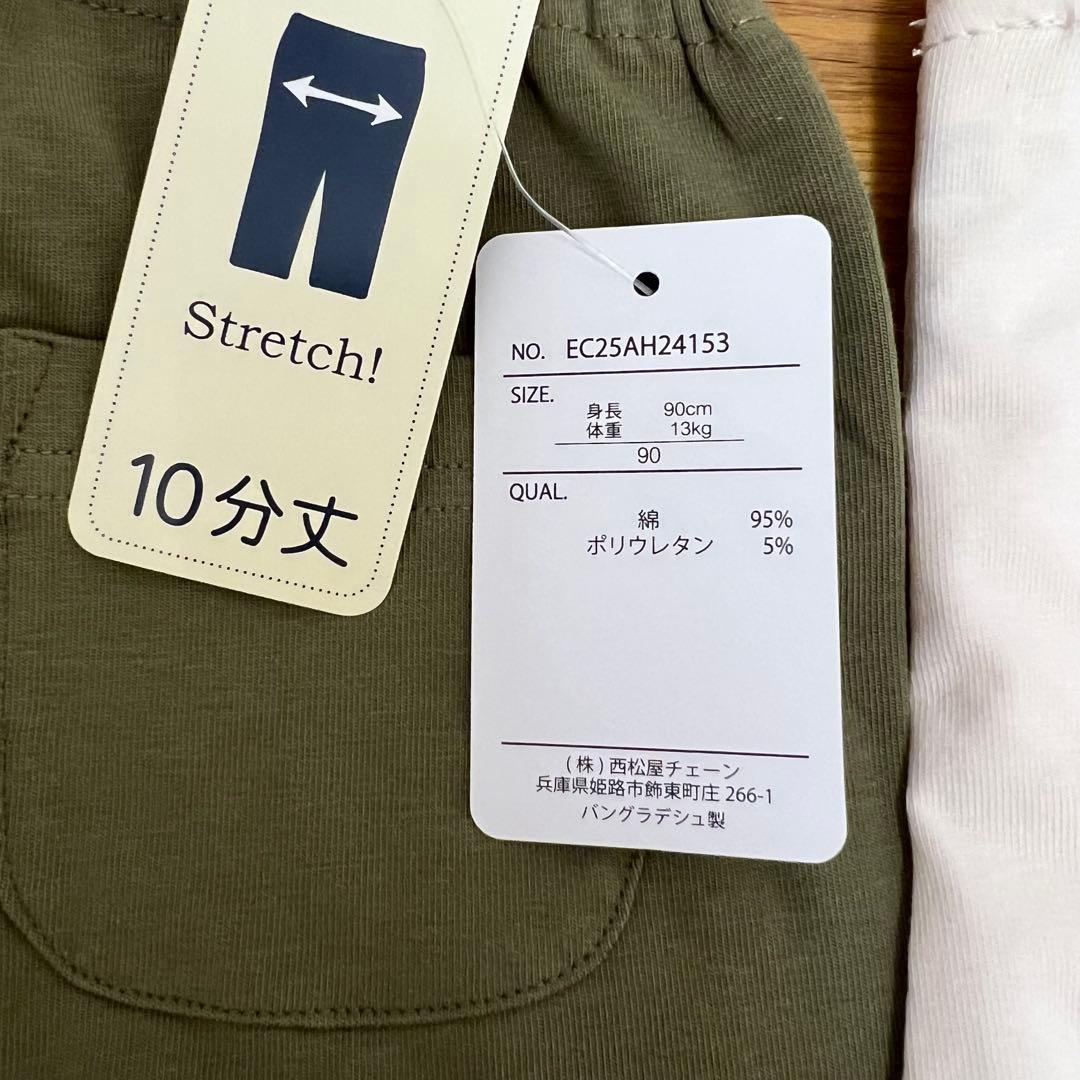 Stretch!
10分丈
NO. EC25AH24153
SIZE.
身長 90cm
体重 13kg
90
QUAL.
綿 95%
ポリウレタン 5%
(株)西松屋チェーン
兵庫県姫路市飾東町庄 266-1
バングラデシュ製